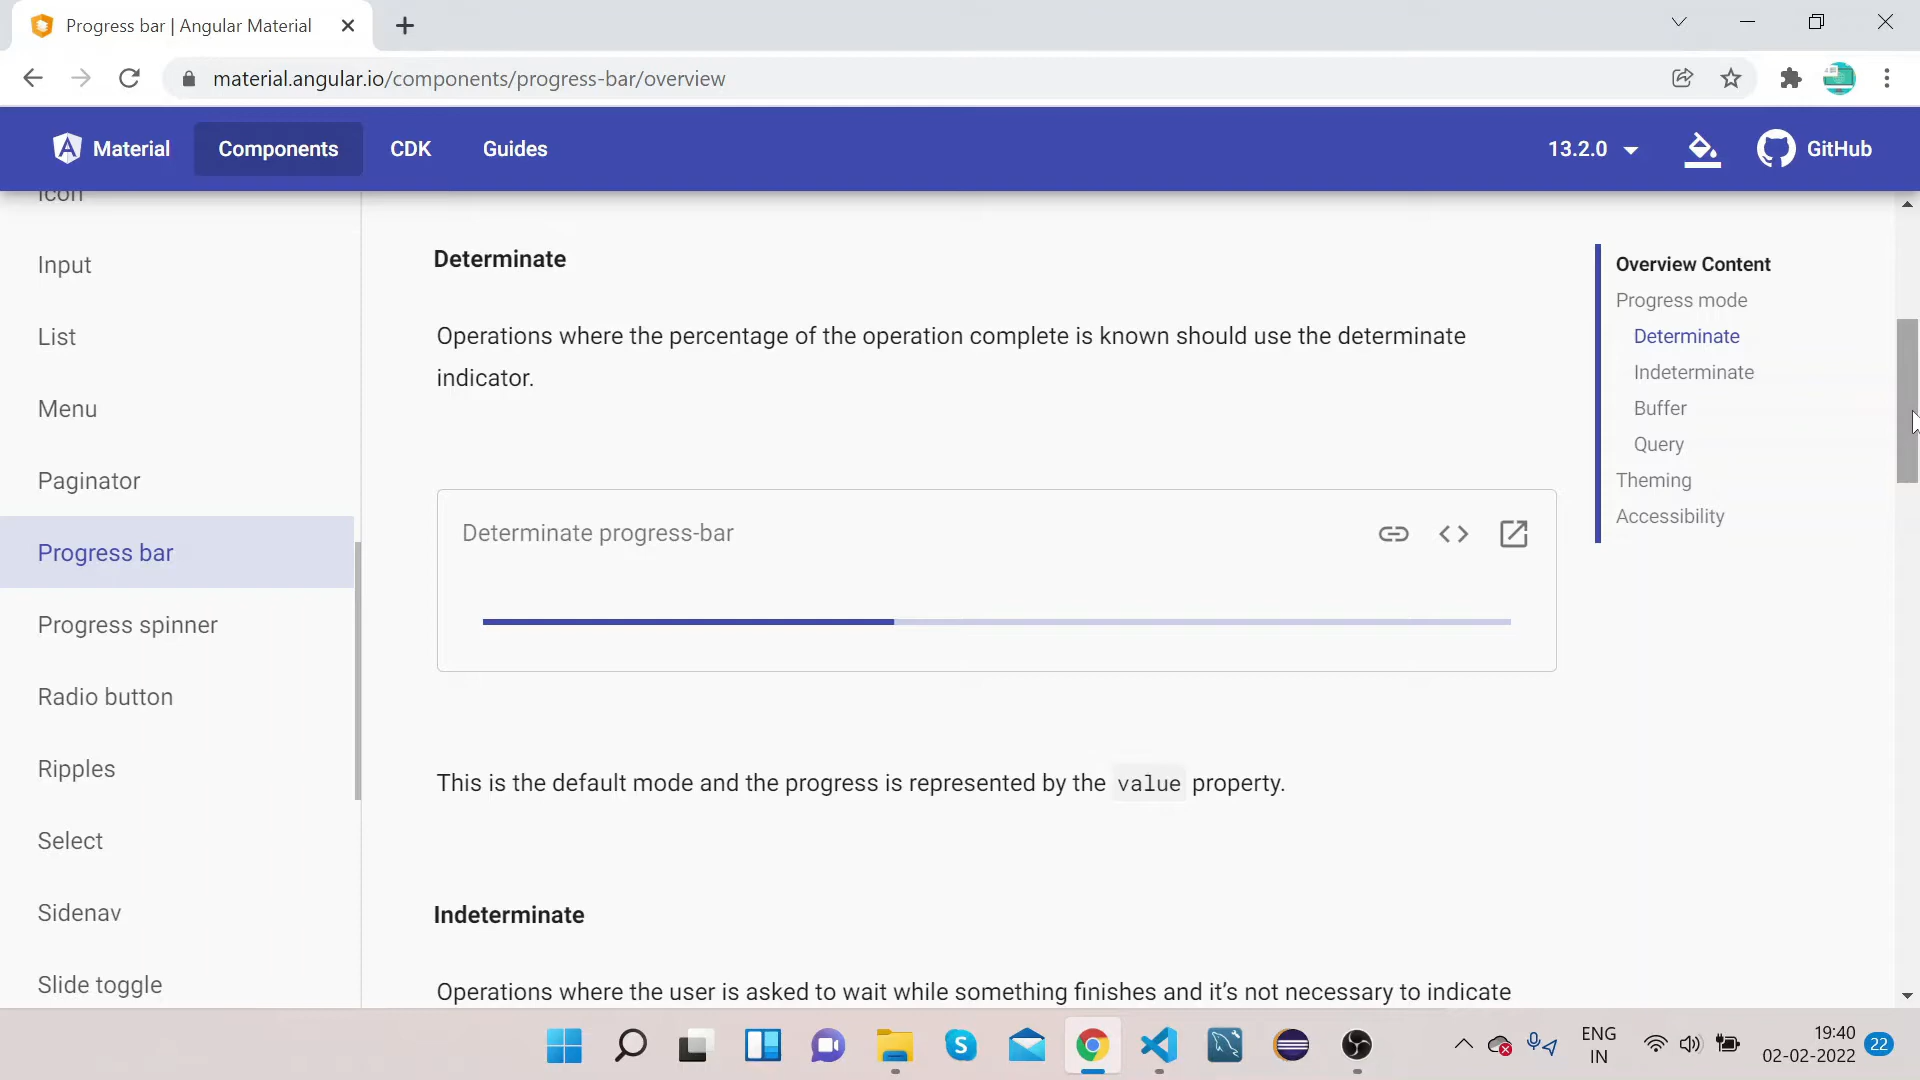 Progress bar | Angular Material
material.angular.io/components/progress-bar/overview
Material
Components
CDK
Guides
13.2.0
GitHub
Icon
Input
List
Menu
Paginator
Progress bar
Progress spinner
Radio button
Ripples
Select
Sidenav
Slide toggle
Determinate
Operations where the percentage of the operation complete is known should use the determinate
indicator.
Determinate progress-bar
This is the default mode and the progress is represented by the value property.
Indeterminate
Operations where the user is asked to wait while something finishes and it's not necessary to indicate
Overview Content
Progress mode
Determinate
Indeterminate
Buffer
Query
Theming
Accessibility
ENG
IN
19:40
02-02-2022
22